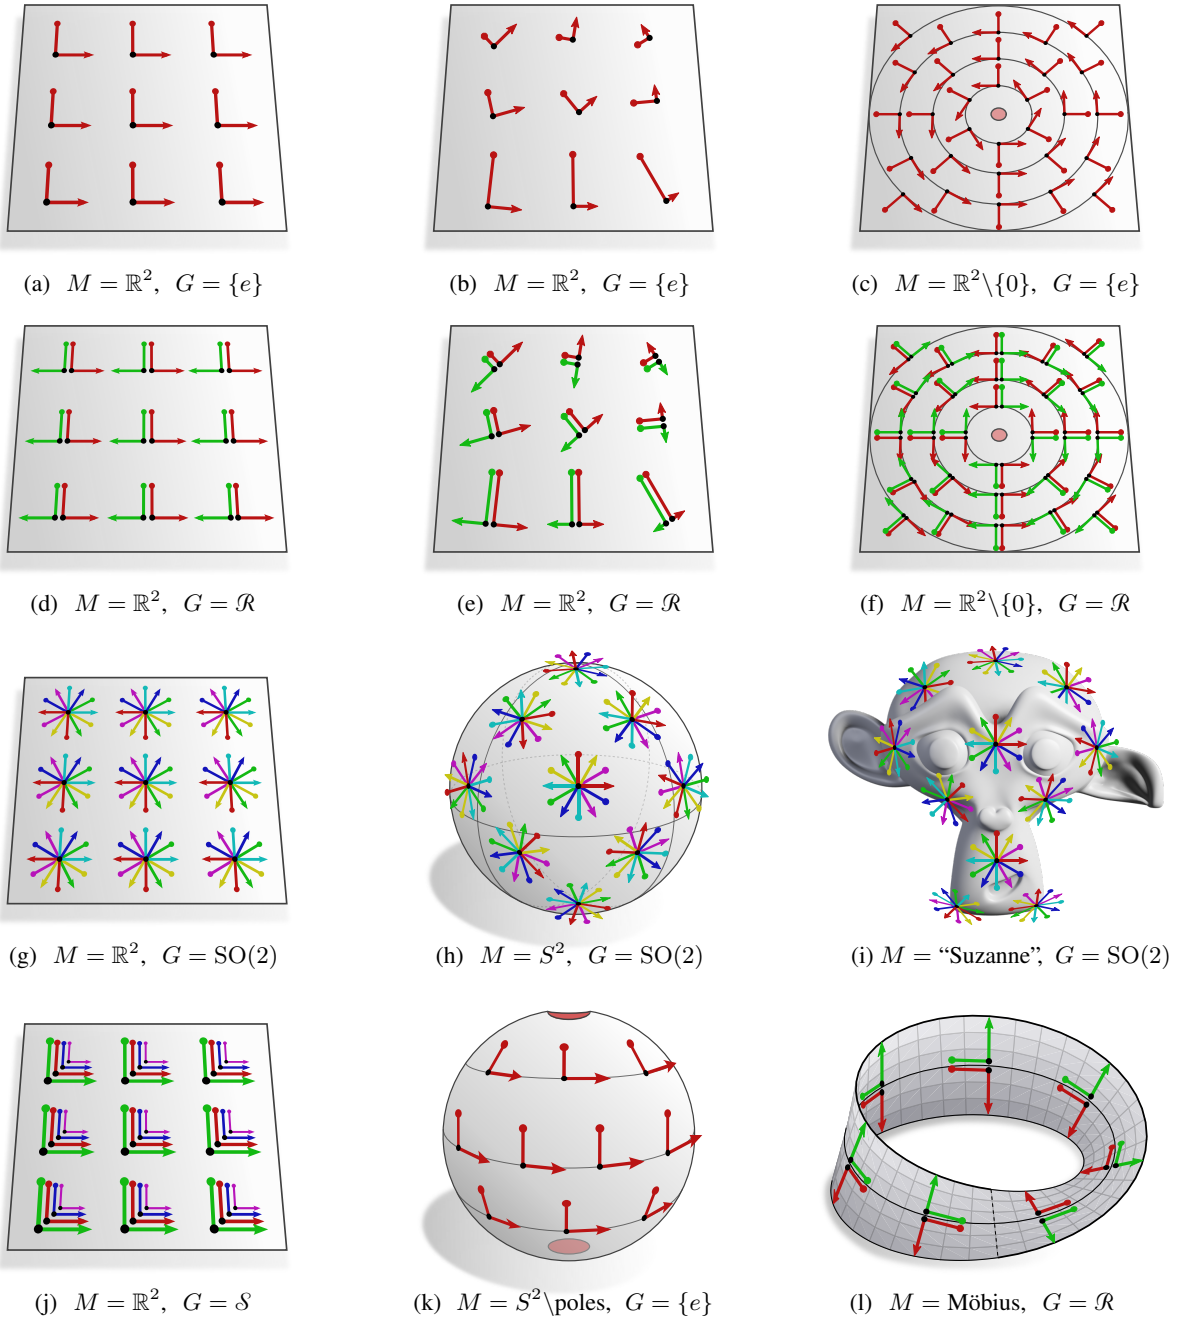 (a) M = ℝ², G = {e}
(b) M = ℝ², G = {e}
(c) M = ℝ²\{0}, G = {e}
(d) M = ℝ², G = ℛ
(e) M = ℝ², G = ℛ
(f) M = ℝ²\{0}, G = ℛ
(g) M = ℝ², G = SO(2)
(h) M = S², G = SO(2)
(i) M = “Suzanne”, G = SO(2)
(j) M = ℝ², G = 𝒮
(k) M = S²\poles, G = {e}
(l) M = Möbius, G = ℛ